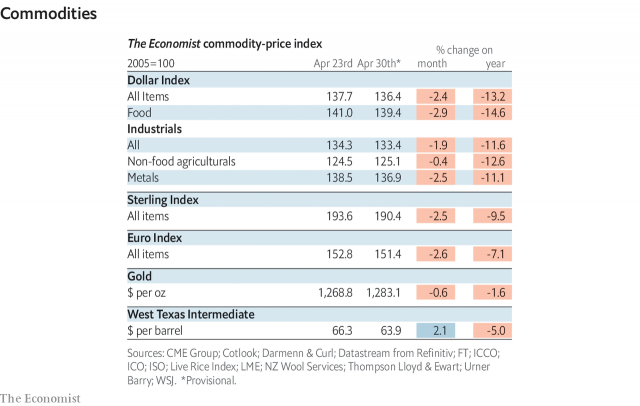 Commodities
The Economist commodity-price index
% change on
2005=100 Apr 23rd Apr 30th* month year
Dollar Index
All Items 137.7 136.4 -2.4 -13.2
Food 141.0 139.4 -2.9 -14.6
Industrials
All 134.3 133.4 -1.9 -11.6
Non-food agriculturals 124.5 125.1 -0.4 -12.6
Metals 138.5 136.9 -2.5 -11.1
Sterling Index
All items 193.6 190.4 -2.5 -9.5
Euro Index
All items 152.8 151.4 -2.6 -7.1
Gold
$ per oz 1,268.8 1,283.1 -0.6 -1.6
West Texas Intermediate
$ per barrel 66.3 63.9 2.1 -5.0
Sources: CME Group; Cotlook; Darmenn & Curl; Datastream from Refinitiv; FT; ICCO;
ICO; ISO; Live Rice Index; LME; NZ Wool Services; Thompson Lloyd & Ewart; Urner
Barry; WSJ. *Provisional.
The Economist